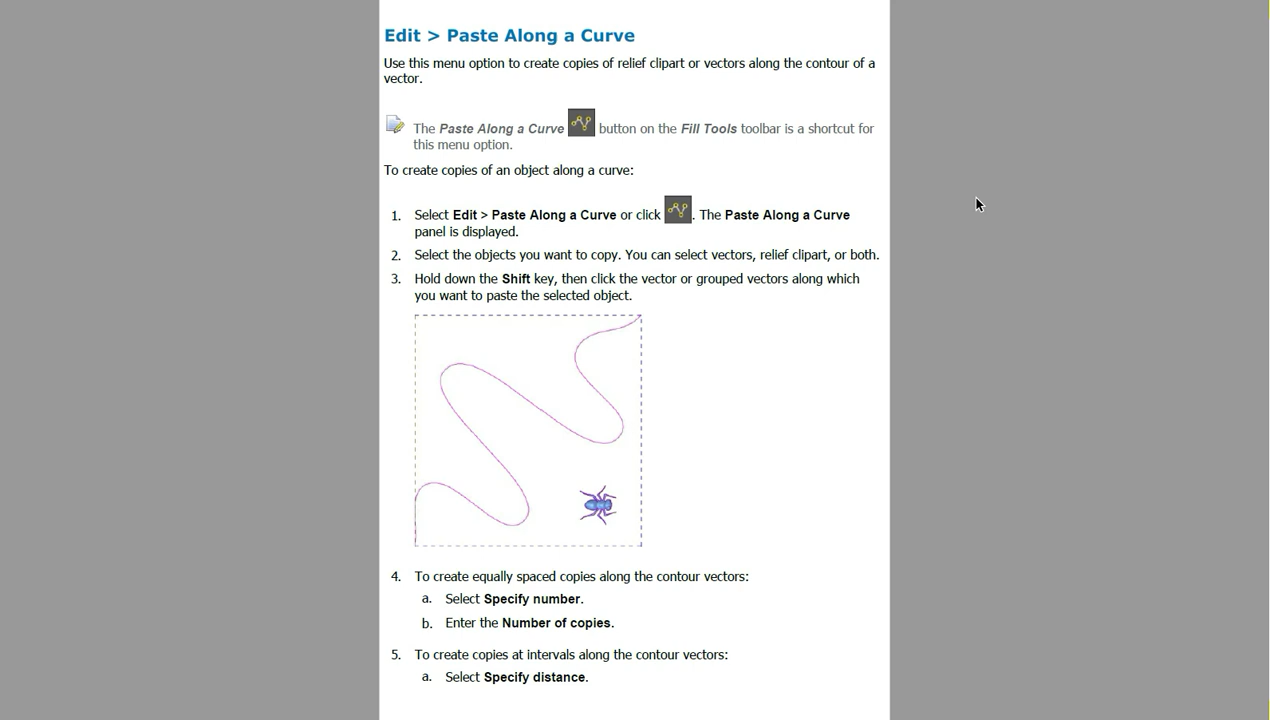 Edit > Paste Along a Curve
Use this menu option to create copies of relief clipart or vectors along the contour of a
vector.
The Paste Along a Curve button on the Fill Tools toolbar is a shortcut for
this menu option.
To create copies of an object along a curve:
1. Select Edit > Paste Along a Curve or click . The Paste Along a Curve
panel is displayed.
2. Select the objects you want to copy. You can select vectors, relief clipart, or both.
3. Hold down the Shift key, then click the vector or grouped vectors along which
you want to paste the selected object.
4. To create equally spaced copies along the contour vectors:
a. Select Specify number.
b. Enter the Number of copies.
5. To create copies at intervals along the contour vectors:
a. Select Specify distance.